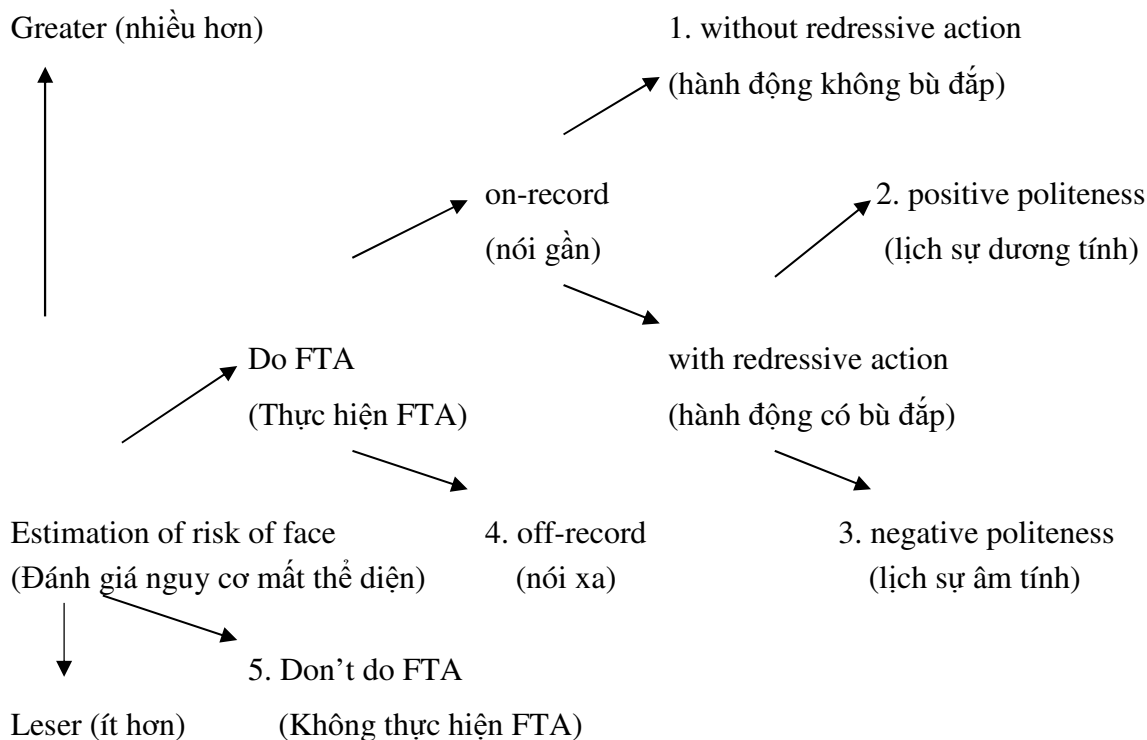 Greater (nhiều hơn)
1. without redressive action
(hành động không bù đắp)
on-record
(nói gần)
2. positive politeness
(lịch sự dương tính)
Do FTA
(Thực hiện FTA)
with redressive action
(hành động có bù đắp)
Estimation of risk of face
(Đánh giá nguy cơ mất thể diện)
4. off-record
(nói xa)
3. negative politeness
(lịch sự âm tính)
5. Don’t do FTA
(Không thực hiện FTA)
Leser (ít hơn)